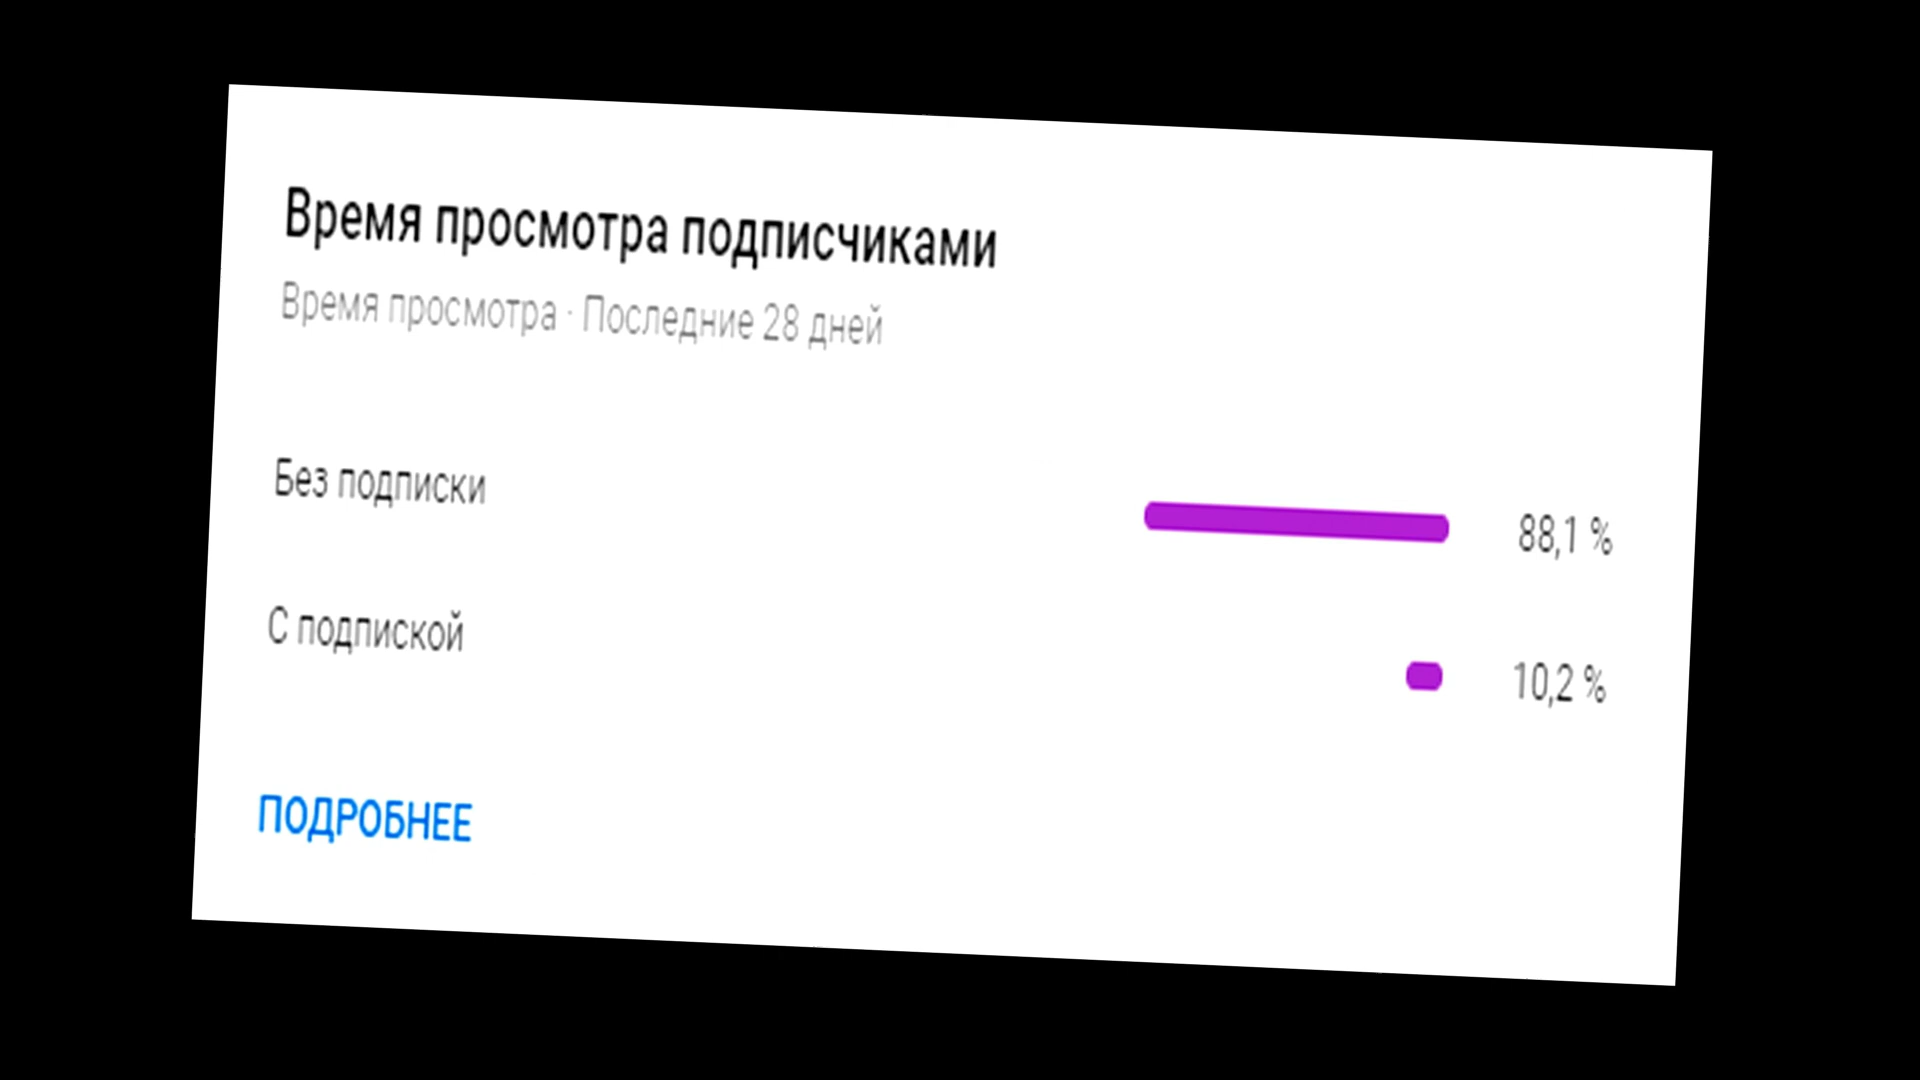 Время просмотра подписчиками
Время просмотра · Последние 28 дней
Без подписки 88,1 %
С подпиской 10,2 %
ПОДРОБНЕЕ